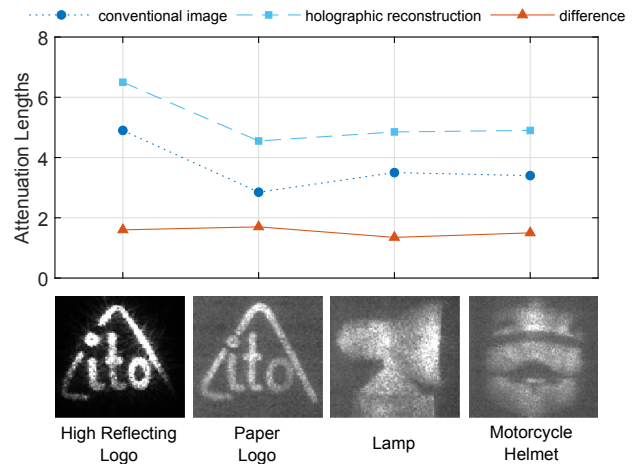 conventional image holographic reconstruction difference
8
6
4
2
0
Attenuation Lengths
ito
ito
High Reflecting
Logo
Paper
Logo
Lamp
Motorcycle
Helmet